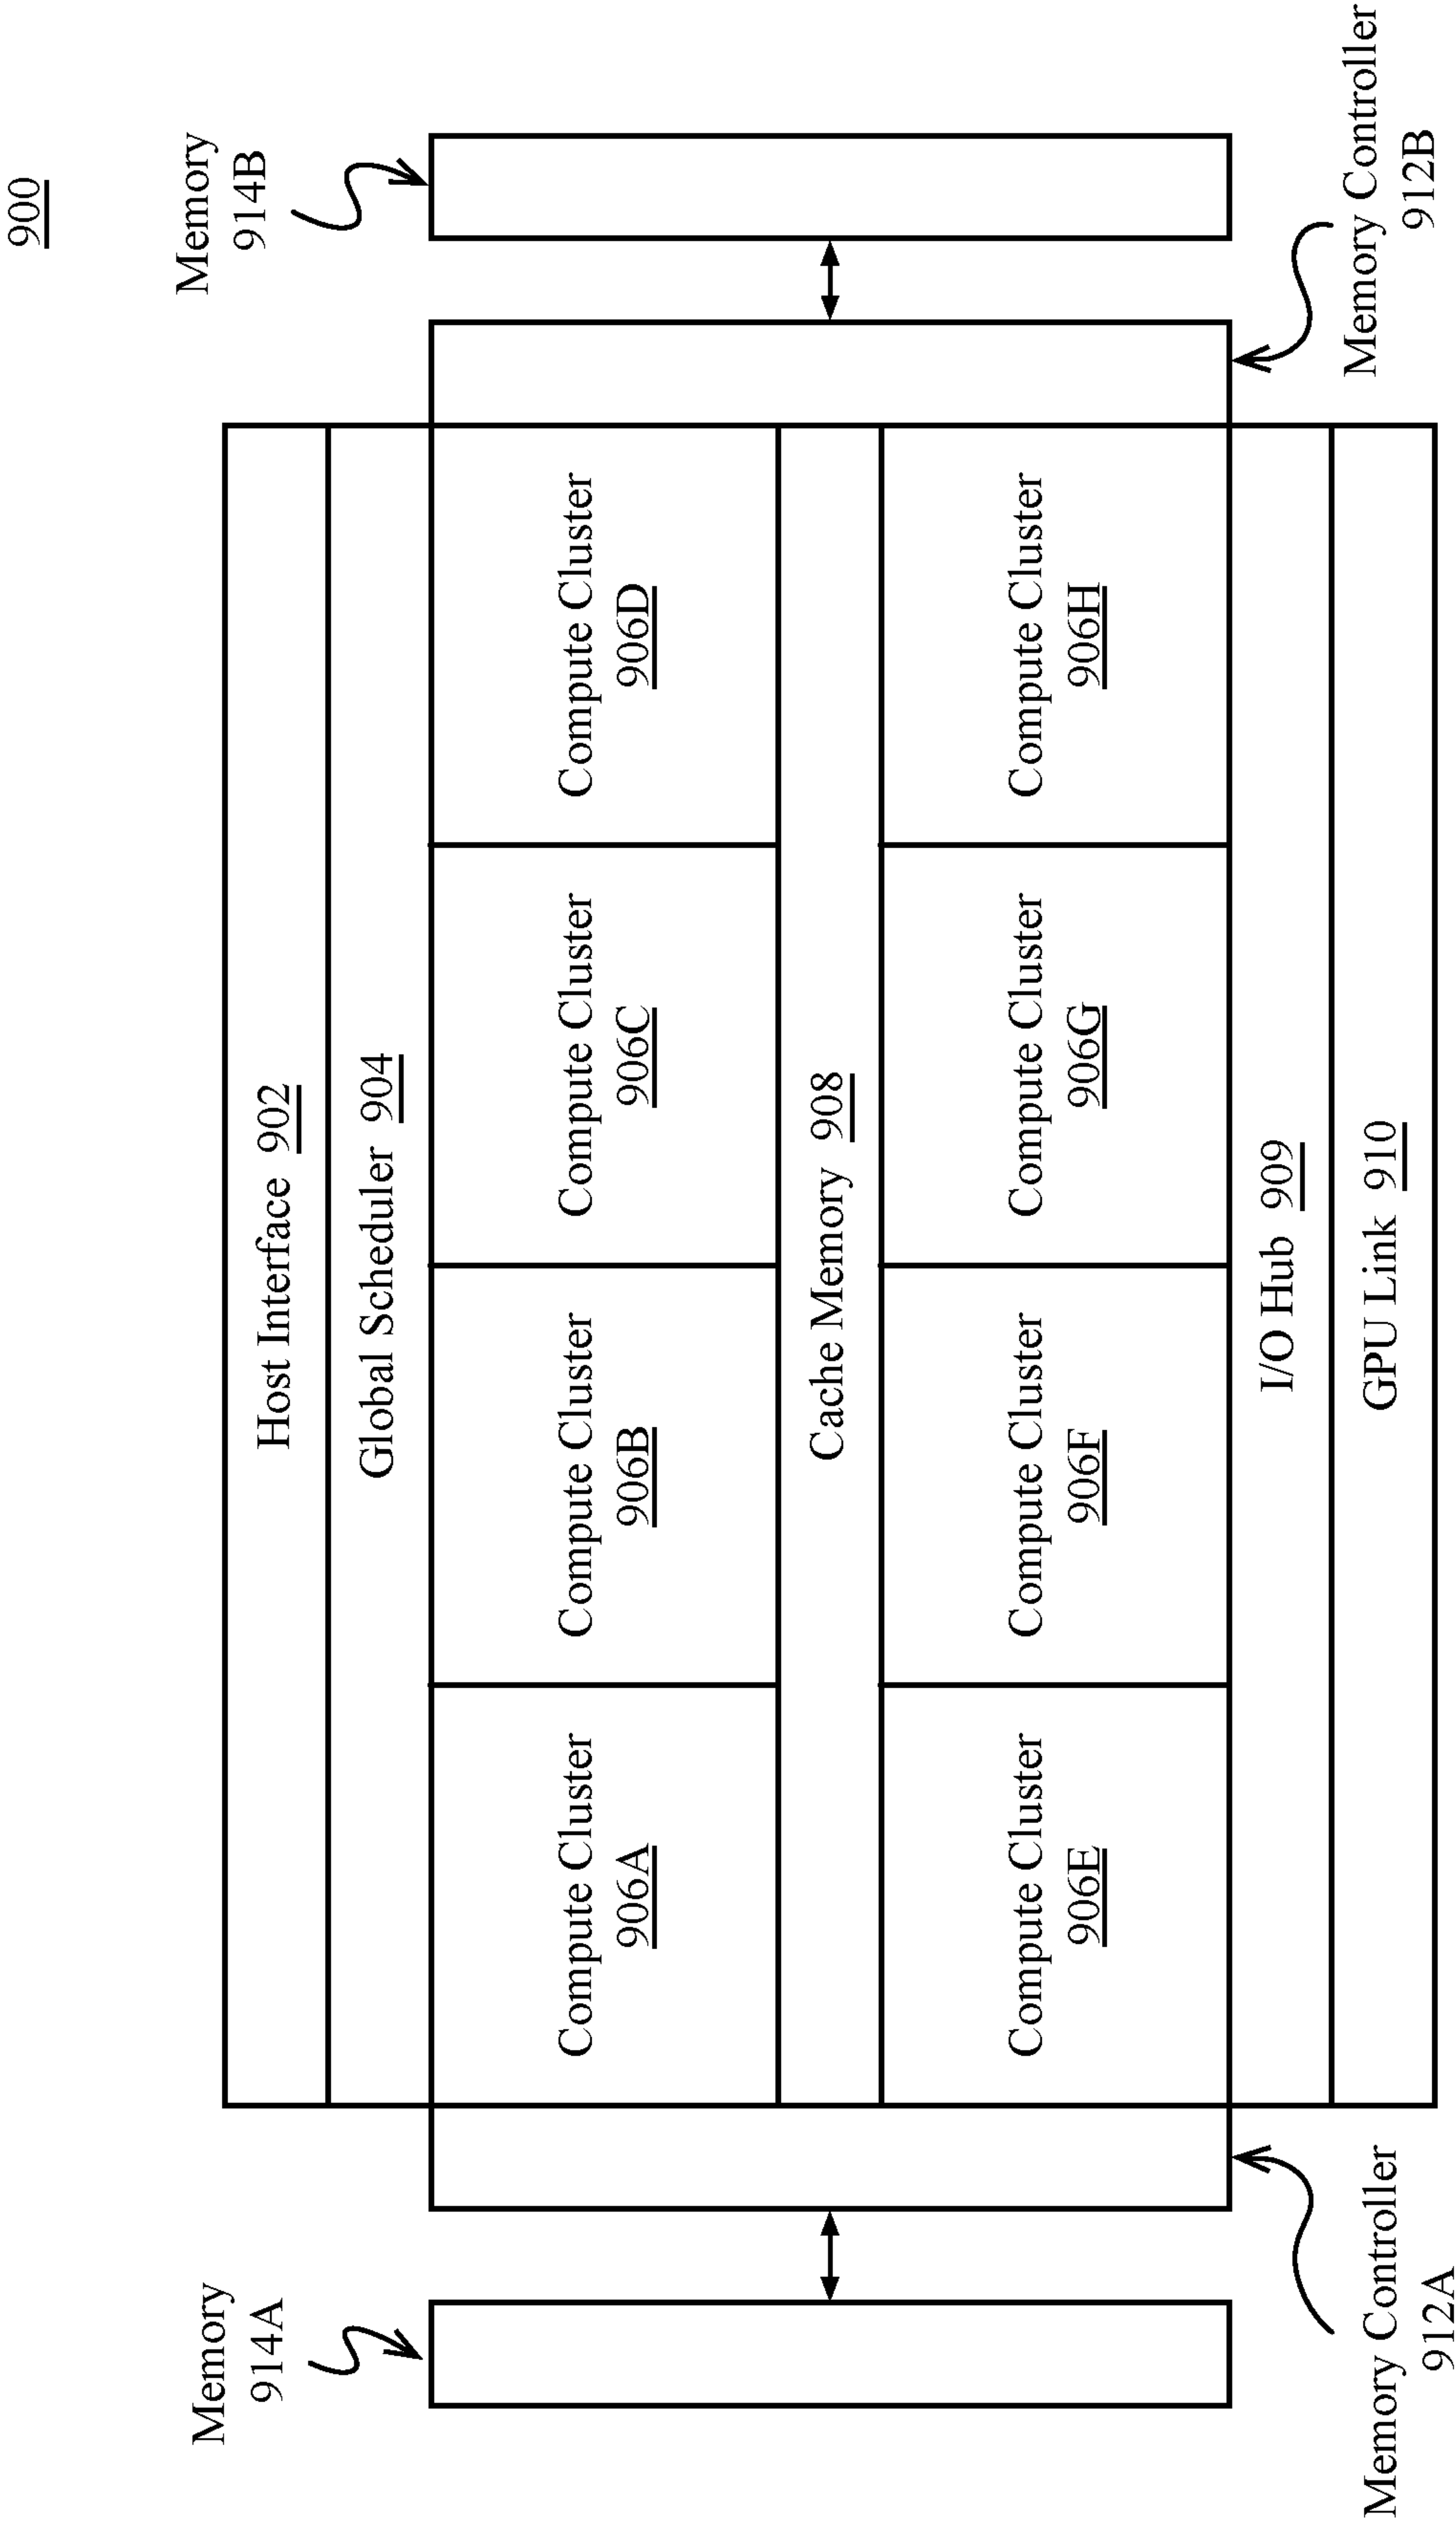 900
Memory
914B
Memory
914A
Host Interface 902
Global Scheduler 904
Compute Cluster
906A
Compute Cluster
906B
Compute Cluster
906C
Compute Cluster
906D
Cache Memory 908
Compute Cluster
906E
Compute Cluster
906F
Compute Cluster
906G
Compute Cluster
906H
I/O Hub 909
GPU Link 910
Memory Controller
912A
Memory Controller
912B